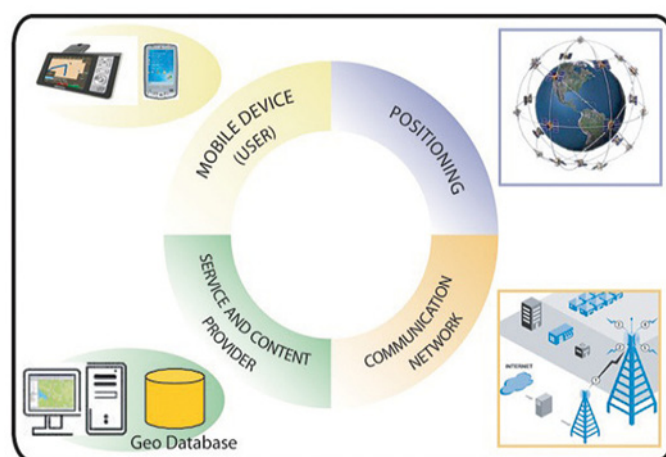 MOBILE DEVICE
(USER)
POSITIONING
SERVICE AND CONTENT
PROVIDER
COMMUNICATION
NETWORK
INTERNET
Geo Database